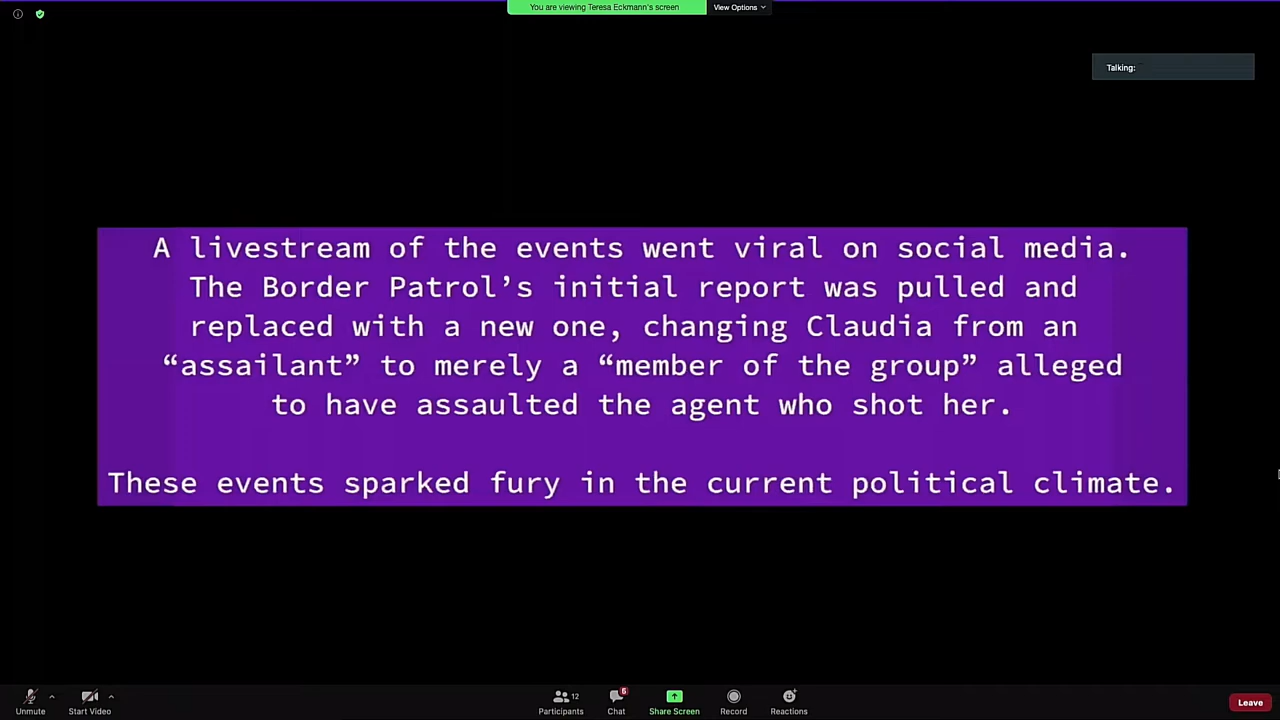 You are viewing Teresa Eckmann's screen
View Options
Talking:
A livestream of the events went viral on social media.
The Border Patrol’s initial report was pulled and
replaced with a new one, changing Claudia from an
“assailant” to merely a “member of the group” alleged
to have assaulted the agent who shot her.
These events sparked fury in the current political climate.
Unmute
Start Video
Participants
12
Chat
6
Share Screen
Record
Reactions
Leave